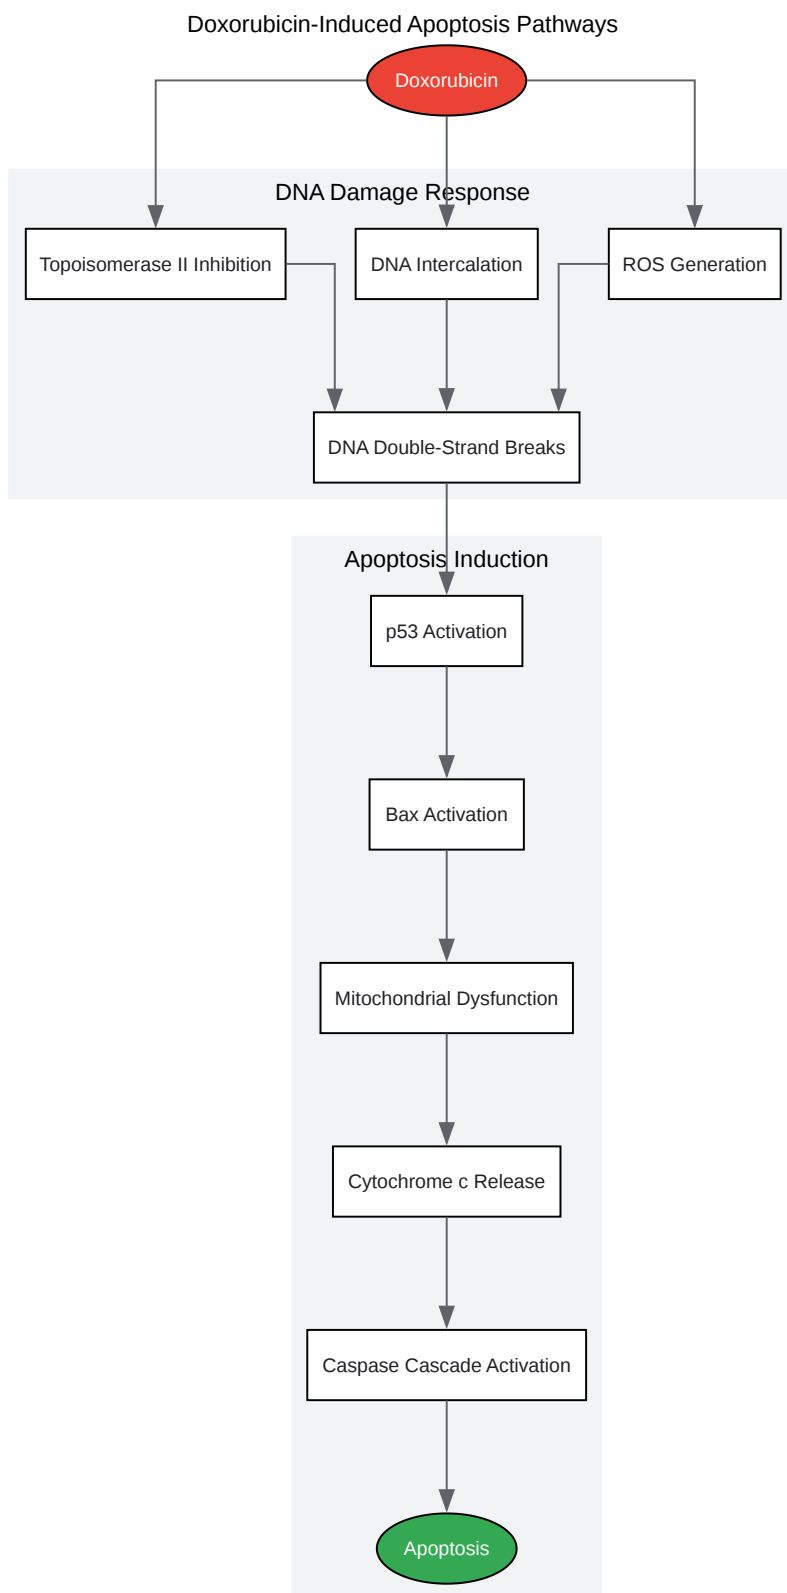 Doxorubicin-Induced Apoptosis Pathways
Doxorubicin
DNA Damage Response
Topoisomerase II Inhibition
DNA Intercalation
ROS Generation
DNA Double-Strand Breaks
Apoptosis Induction
p53 Activation
Bax Activation
Mitochondrial Dysfunction
Cytochrome c Release
Caspase Cascade Activation
Apoptosis